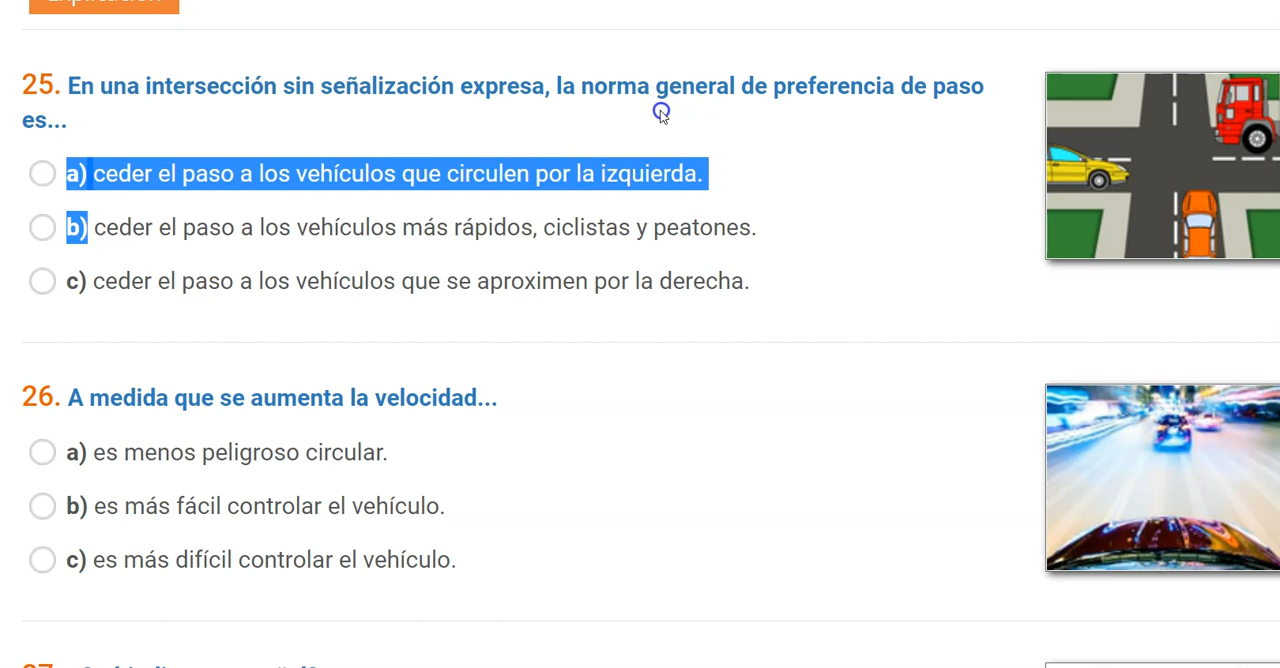 25. En una intersección sin señalización expresa, la norma general de preferencia de paso
es...
a) ceder el paso a los vehículos que circulen por la izquierda.
b) ceder el paso a los vehículos más rápidos, ciclistas y peatones.
c) ceder el paso a los vehículos que se aproximen por la derecha.
26. A medida que se aumenta la velocidad...
a) es menos peligroso circular.
b) es más fácil controlar el vehículo.
c) es más difícil controlar el vehículo.